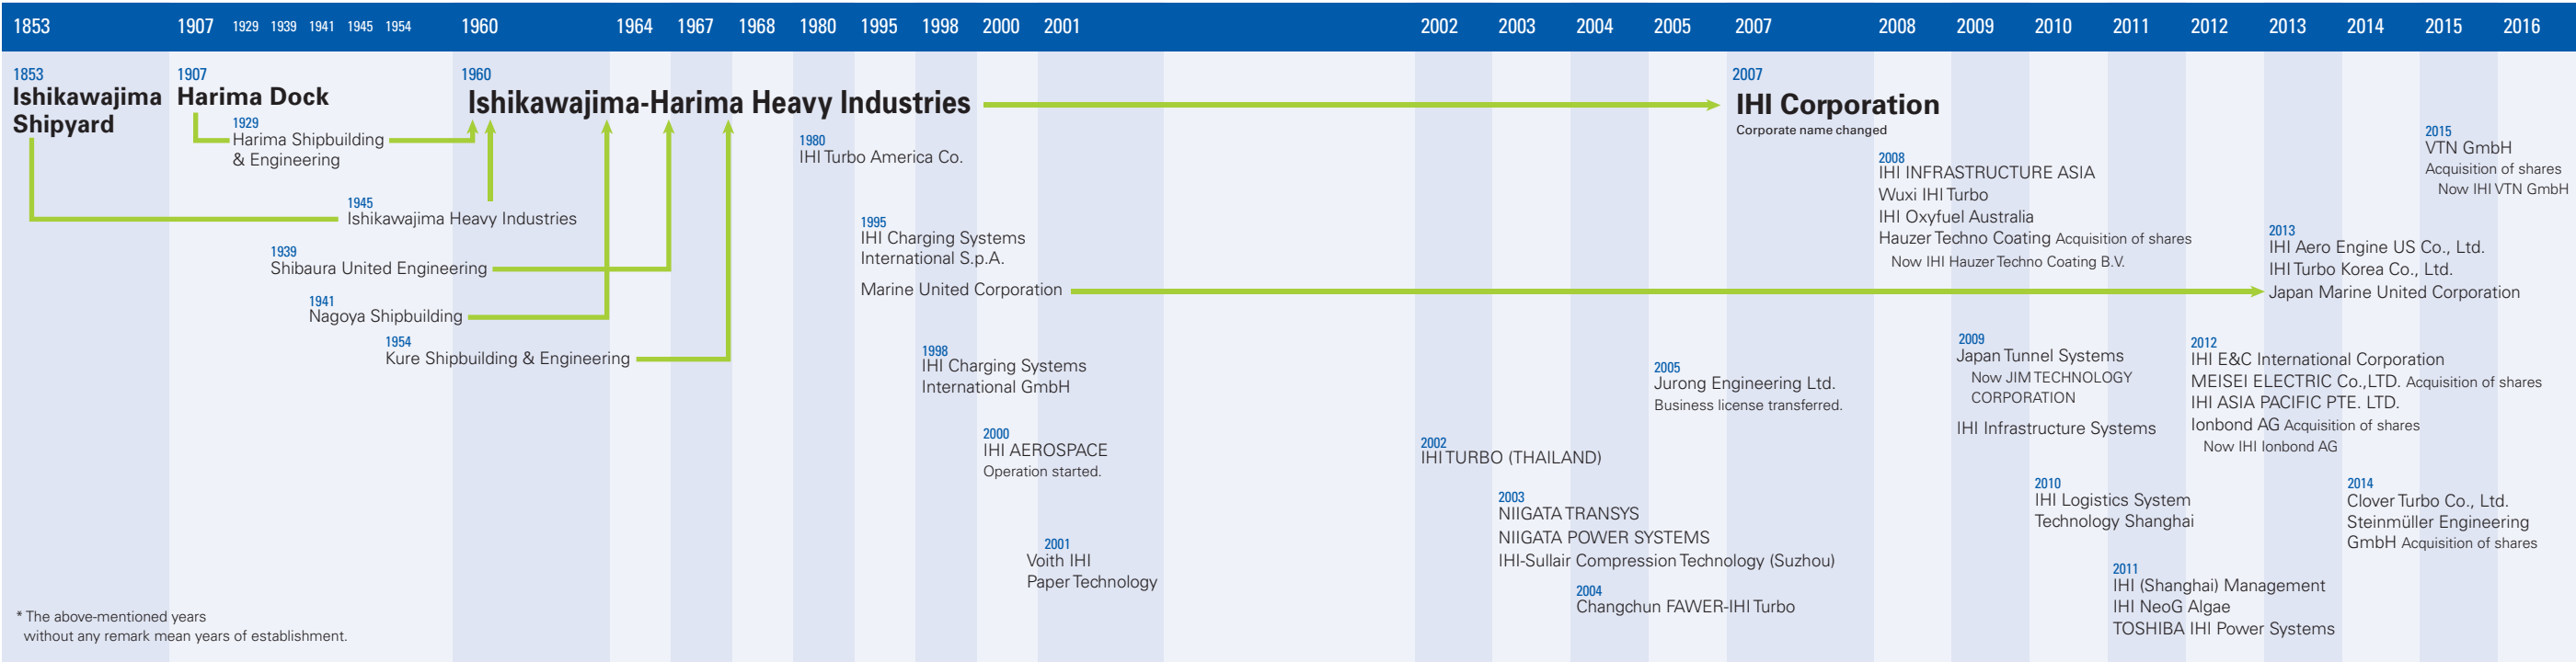 1853 1907 1929 1939 1941 1945 1954 1960 1964 1967 1968 1980 1995 1998 2000 2001 2002 2003 2004 2005 2007 2008 2009 2010 2011 2012 2013 2014 2015 2016
1853
Ishikawajima
Shipyard
1907
Harima Dock
1929
Harima Shipbuilding
& Engineering
1945
Ishikawajima Heavy Industries
1939
Shibaura United Engineering
1941
Nagoya Shipbuilding
1954
Kure Shipbuilding & Engineering
1960
Ishikawajima-Harima Heavy Industries
1980
IHI Turbo America Co.
1995
IHI Charging Systems
International S.p.A.
Marine United Corporation
1998
IHI Charging Systems
International GmbH
2000
IHI AEROSPACE
Operation started.
2001
Voith IHI
Paper Technology
2002
IHI TURBO (THAILAND)
2003
NIIGATA TRANSYS
NIIGATA POWER SYSTEMS
IHI-Sullair Compression Technology (Suzhou)
2004
Changchun FAWER-IHI Turbo
2005
Jurong Engineering Ltd.
Business license transferred.
2007
IHI Corporation
Corporate name changed
2008
IHI INFRASTRUCTURE ASIA
Wuxi IHI Turbo
IHI Oxyfuel Australia
Hauzer Techno Coating Acquisition of shares
Now IHI Hauzer Techno Coating B.V.
2009
Japan Tunnel Systems
Now JIM TECHNOLOGY
CORPORATION
IHI Infrastructure Systems
2010
IHI Logistics System
Technology Shanghai
2011
IHI (Shanghai) Management
IHI NeoG Algae
TOSHIBA IHI Power Systems
2012
IHI E&C International Corporation
MEISEI ELECTRIC Co.,LTD. Acquisition of shares
IHI ASIA PACIFIC PTE. LTD.
Ionbond AG Acquisition of shares
Now IHI Ionbond AG
2013
IHI Aero Engine US Co., Ltd.
IHI Turbo Korea Co., Ltd.
Japan Marine United Corporation
2014
Clover Turbo Co., Ltd.
Steinmüller Engineering
GmbH Acquisition of shares
2015
VTN GmbH
Acquisition of shares
Now IHI VTN GmbH
* The above-mentioned years
without any remark mean years of establishment.